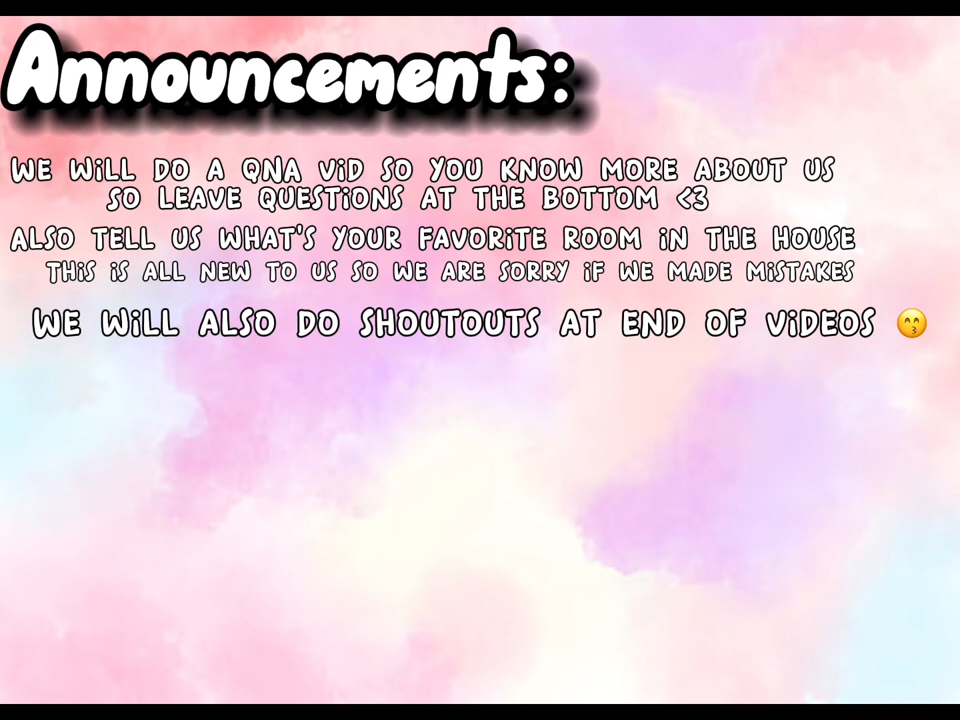 Announcements:
WE WiLL DO A QNA ViD SO YOU KNOW MORE ABOUT US
SO LEAVE QUESTiONS AT THE BOTTOM <3
ALSO TELL US WHAT'S YOUR FAVORiTE ROOM iN THE HOUSE
THiS iS ALL NEW TO US SO WE ARE SORRY iF WE MADE MiSTAKES
WE WiLL ALSO DO SHOUTOUTS AT END OF ViDEOS 😙